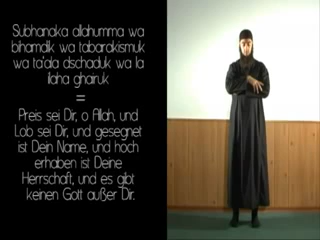 Subhanaka allahumma wa
bihamdik wa tabarakismuk
wa ta'ala dschaduk wa la
ilaha ghairuk
=
Preis sei Dir, o Allah, und
Lob sei Dir, und gesegnet
ist Dein Name, und hoch
erhaben ist Deine
Herrschaft, und es gibt
keinen Gott außer Dir.